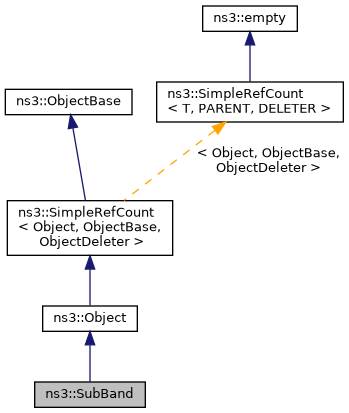 ns3::empty
ns3::SimpleRefCount
< T, PARENT, DELETER >
ns3::ObjectBase
< Object, ObjectBase,
ObjectDeleter >
ns3::SimpleRefCount
< Object, ObjectBase,
ObjectDeleter >
ns3::Object
ns3::SubBand